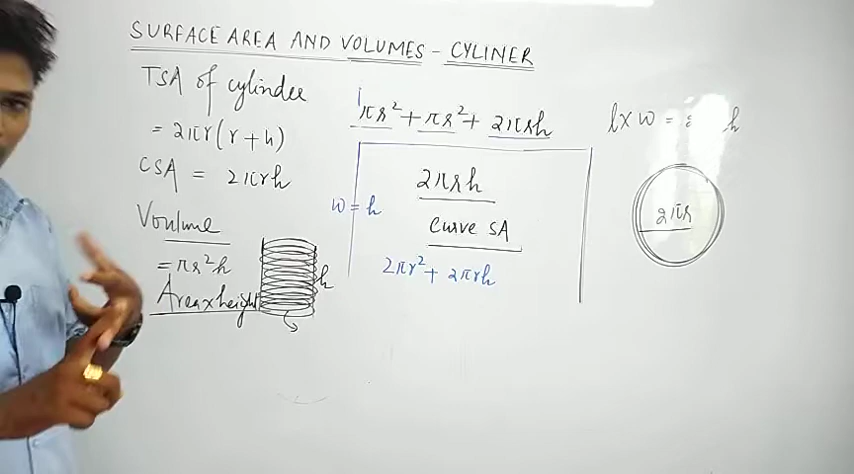 SURFACE AREA AND VOLUMES - CYLINER
TSA of cylinder
= 2πr(r+h)
CSA = 2πrh
Voulume
= πr²h
Area x height
h
πr² + πr² + 2πrh
w = h
2πrh
Curve SA
2πr² + 2πrh
l x w =
h
2πr